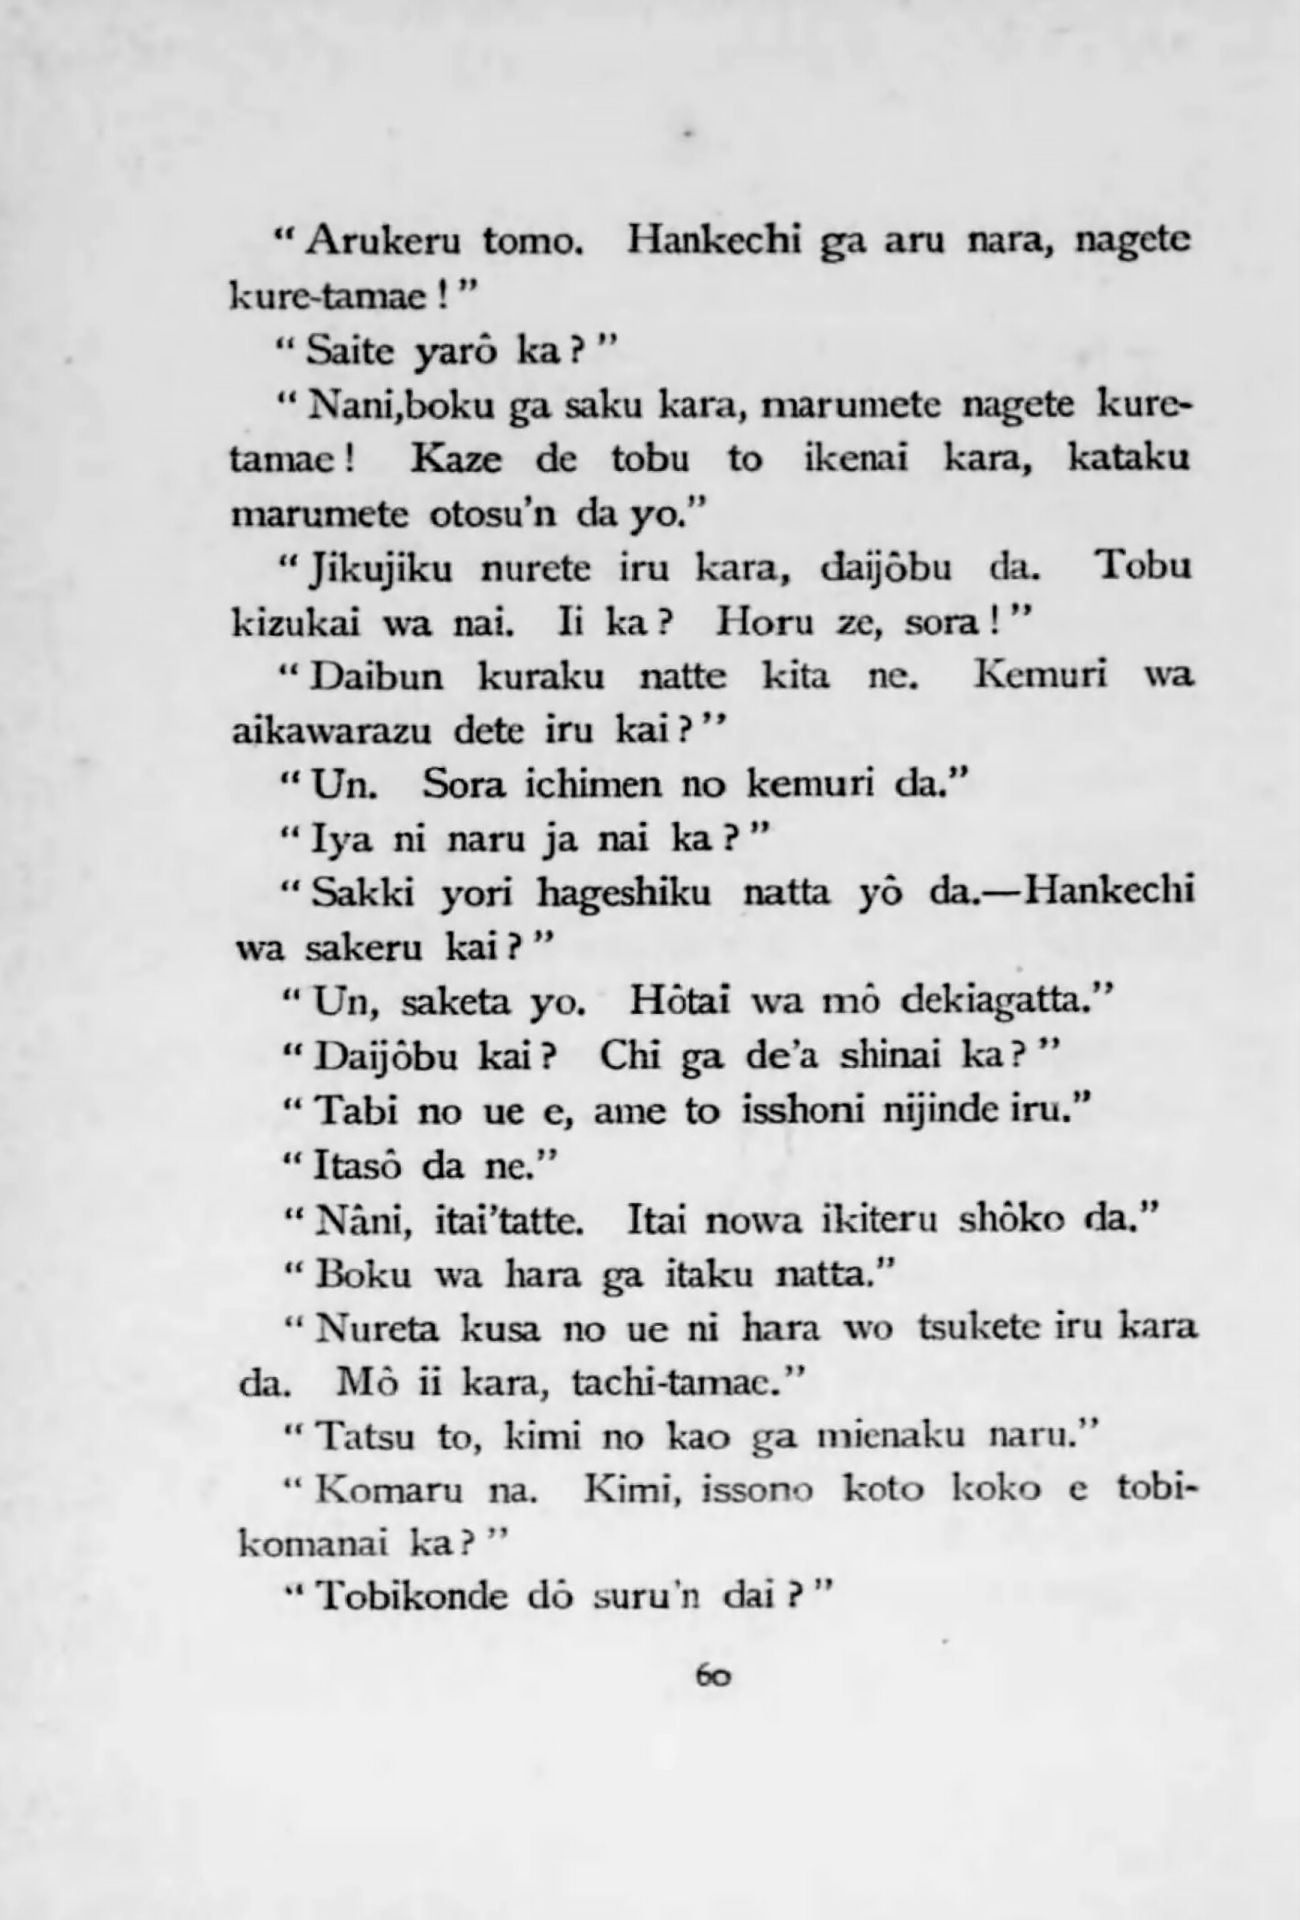 “ Arukeru tomo. Hankechi ga aru nara, nagete
kure-tamae ! ”
“ Saite yarô ka ? ”
“ Nani,boku ga saku kara, marumete nagete kure-
tamae ! Kaze de tobu to ikenai kara, kataku
marumete otosu’n da yo.”
“ Jikujiku nurete iru kara, daijôbu da. Tobu
kizukai wa nai. Ii ka ? Horu ze, sora ! ”
“ Daibun kuraku natte kita ne. Kemuri wa
aikawarazu dete iru kai ? ”
“ Un. Sora ichimen no kemuri da.”
“ Iya ni naru ja nai ka ? ”
“ Sakki yori hageshiku natta yô da.—Hankechi
wa sakeru kai ? ”
“ Un, saketa yo. Hôtai wa mô dekiagatta.”
“ Daijôbu kai ? Chi ga de’a shinai ka ? ”
“ Tabi no ue e, ame to isshoni nijinde iru.”
“ Itasô da ne.”
“ Nâni, itai’tatte. Itai nowa ikiteru shôko da.”
“ Boku wa hara ga itaku natta.”
“ Nureta kusa no ue ni hara wo tsukete iru kara
da. Mô ii kara, tachi-tamae.”
“ Tatsu to, kimi no kao ga mienaku naru.”
“ Komaru na. Kimi, issono koto koko e tobi-
komanai ka ? ”
“ Tobikonde dô suru’n dai ? ”
60